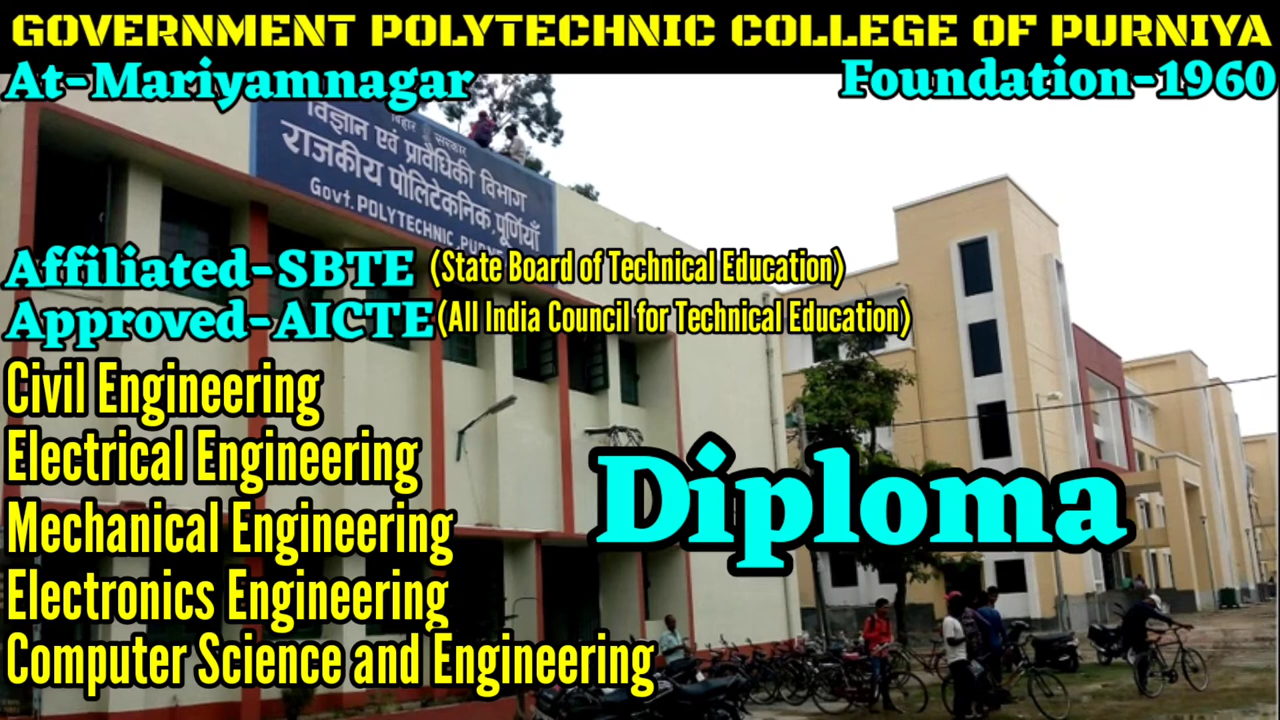 GOVERNMENT POLYTECHNIC COLLEGE OF PURNIYA
At-Mariyamnagar
Foundation-1960
बिहार सरकार
विज्ञान एवं प्रावैधिकी विभाग
राजकीय पोलिटेकनिक,पूर्णियाँ
Govt. POLYTECHNIC
Affiliated-SBTE (State Board of Technical Education)
Approved-AICTE(All India Council for Technical Education)
Civil Engineering
Electrical Engineering
Mechanical Engineering
Electronics Engineering
Computer Science and Engineering
Diploma